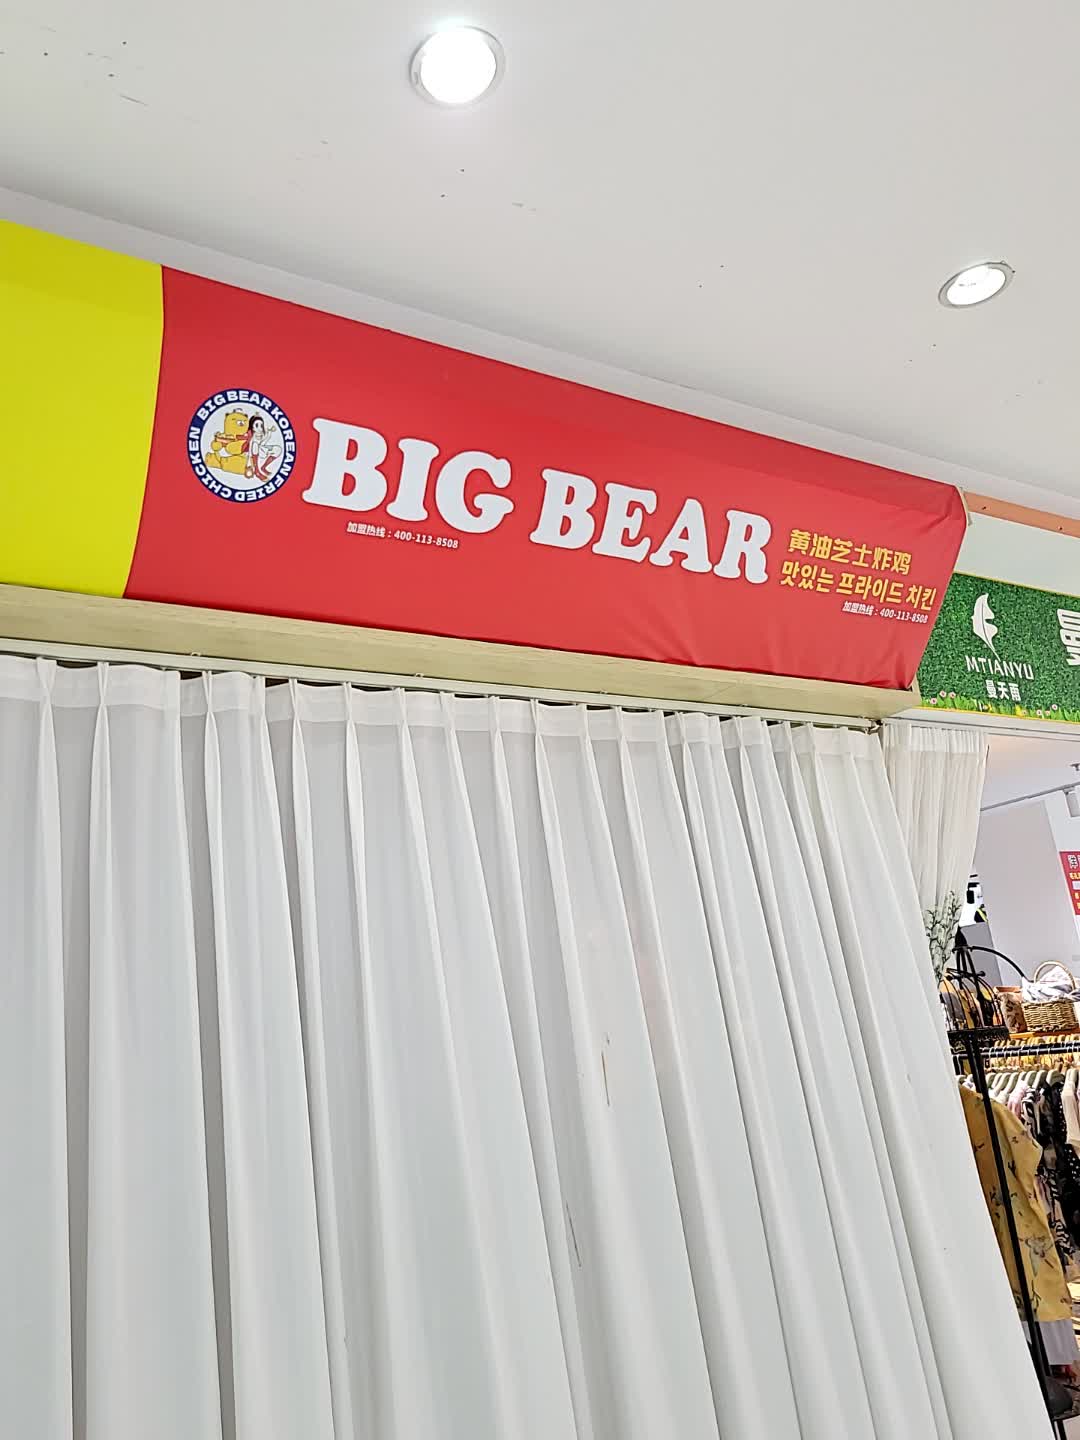 BIG BEAR KOREAN FRIED CHICKEN
BIG BEAR
加盟热线：400-113-8508
黄油芝士炸鸡
맛있는 프라이드 치킨
加盟热线：400-113-8508
MTIANYU
曼天雨